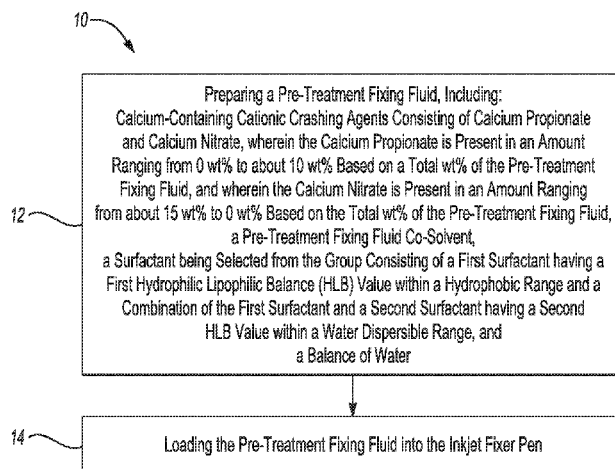 10
Preparing a Pre-Treatment Fixing Fluid, Including:
Calcium-Containing Cationic Crashing Agents Consisting of Calcium Propionate
and Calcium Nitrate, wherein the Calcium Propionate is Present in an Amount
Ranging from 0 wt% to about 10 wt% Based on a Total wt% of the Pre-Treatment
Fixing Fluid, and wherein the Calcium Nitrate is Present in an Amount Ranging
12
from about 15 wt% to 0 wt% Based on the Total wt% of the Pre-Treatment Fixing Fluid,
a Pre-Treatment Fixing Fluid Co-Solvent,
a Surfactant being Selected from the Group Consisting of a First Surfactant having a
First Hydrophilic Lipophilic Balance (HLB) Value within a Hydrophobic Range and a
Combination of the First Surfactant and a Second Surfactant having a Second
HLB Value within a Water Dispersible Range, and
a Balance of Water
14
Loading the Pre-Treatment Fixing Fluid into the Inkjet Fixer Pen